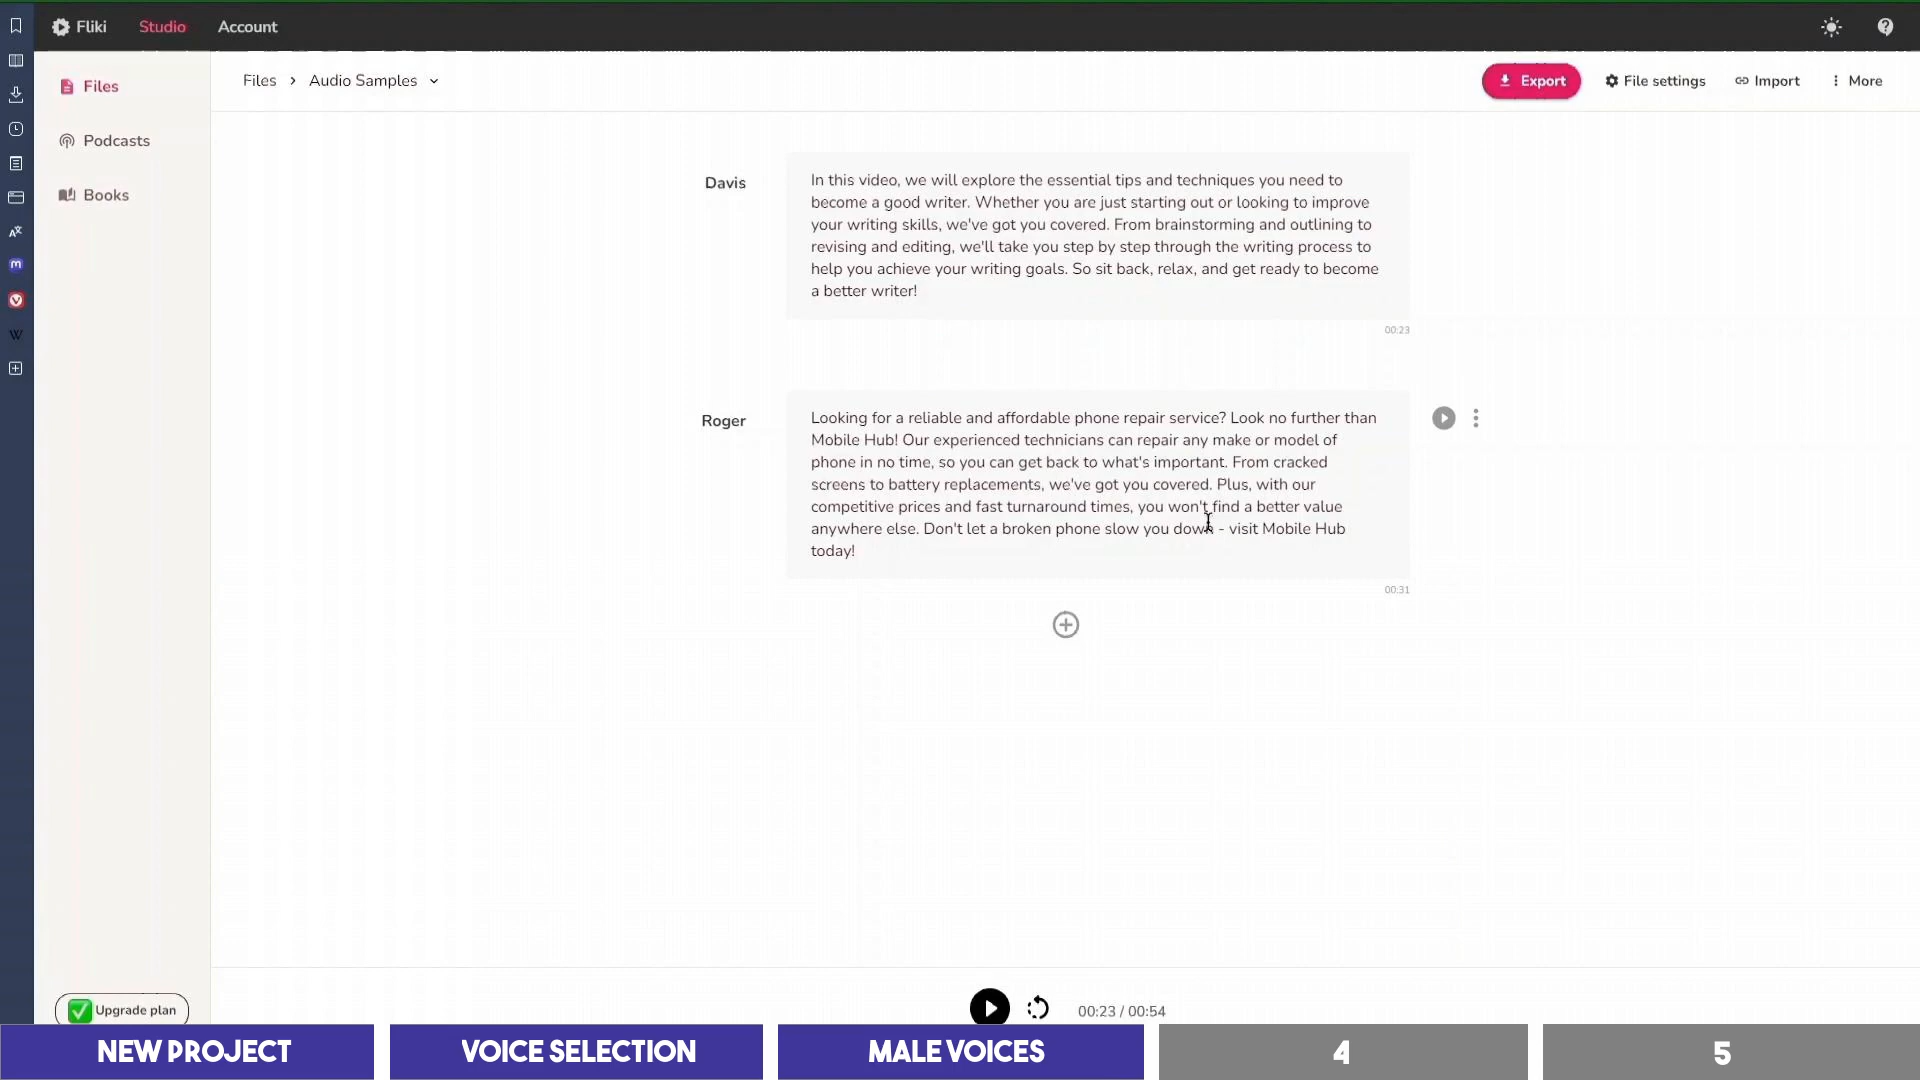 Fliki
Studio
Account
Files
Podcasts
Books
Files > Audio Samples
Export
File settings
Import
More
Davis
In this video, we will explore the essential tips and techniques you need to
become a good writer. Whether you are just starting out or looking to improve
your writing skills, we've got you covered. From brainstorming and outlining to
revising and editing, we'll take you step by step through the writing process to
help you achieve your writing goals. So sit back, relax, and get ready to become
a better writer!
00:23
Roger
Looking for a reliable and affordable phone repair service? Look no further than
Mobile Hub! Our experienced technicians can repair any make or model of
phone in no time, so you can get back to what's important. From cracked
screens to battery replacements, we've got you covered. Plus, with our
competitive prices and fast turnaround times, you won't find a better value
anywhere else. Don't let a broken phone slow you down - visit Mobile Hub
today!
00:31
Upgrade plan
00:23 / 00:54
NEW PROJECT
VOICE SELECTION
MALE VOICES
4
5